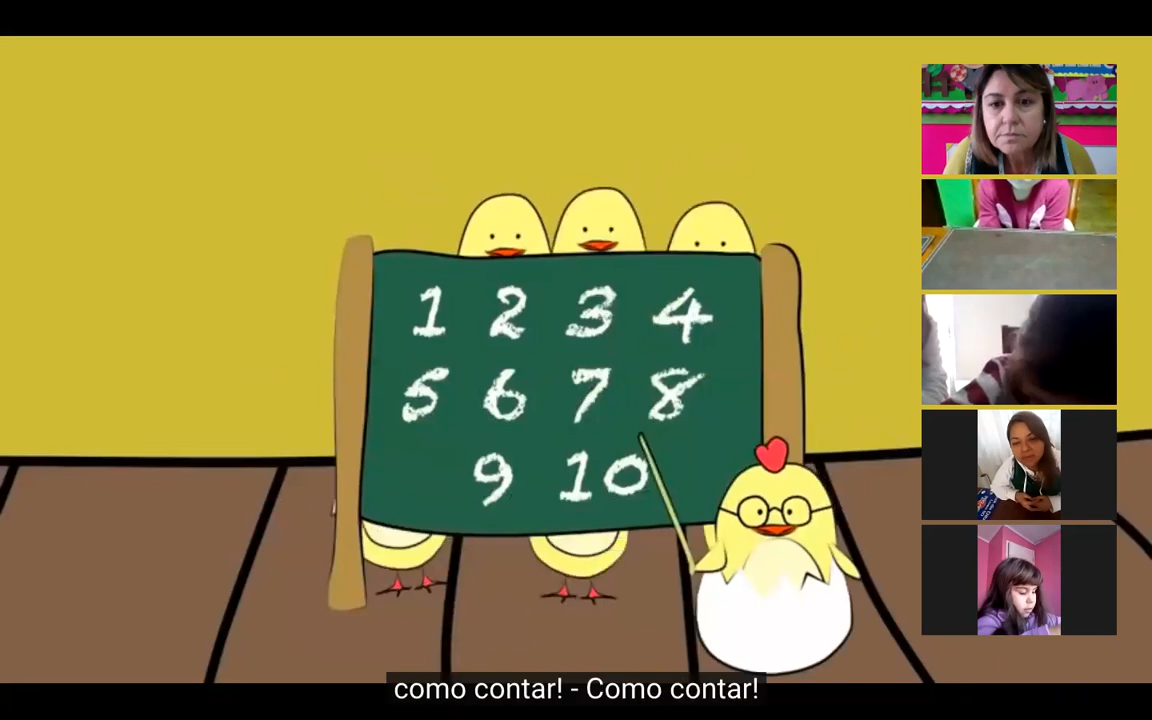 1 2 3 4
5 6 7 8
9 10
como contar! - Como contar!